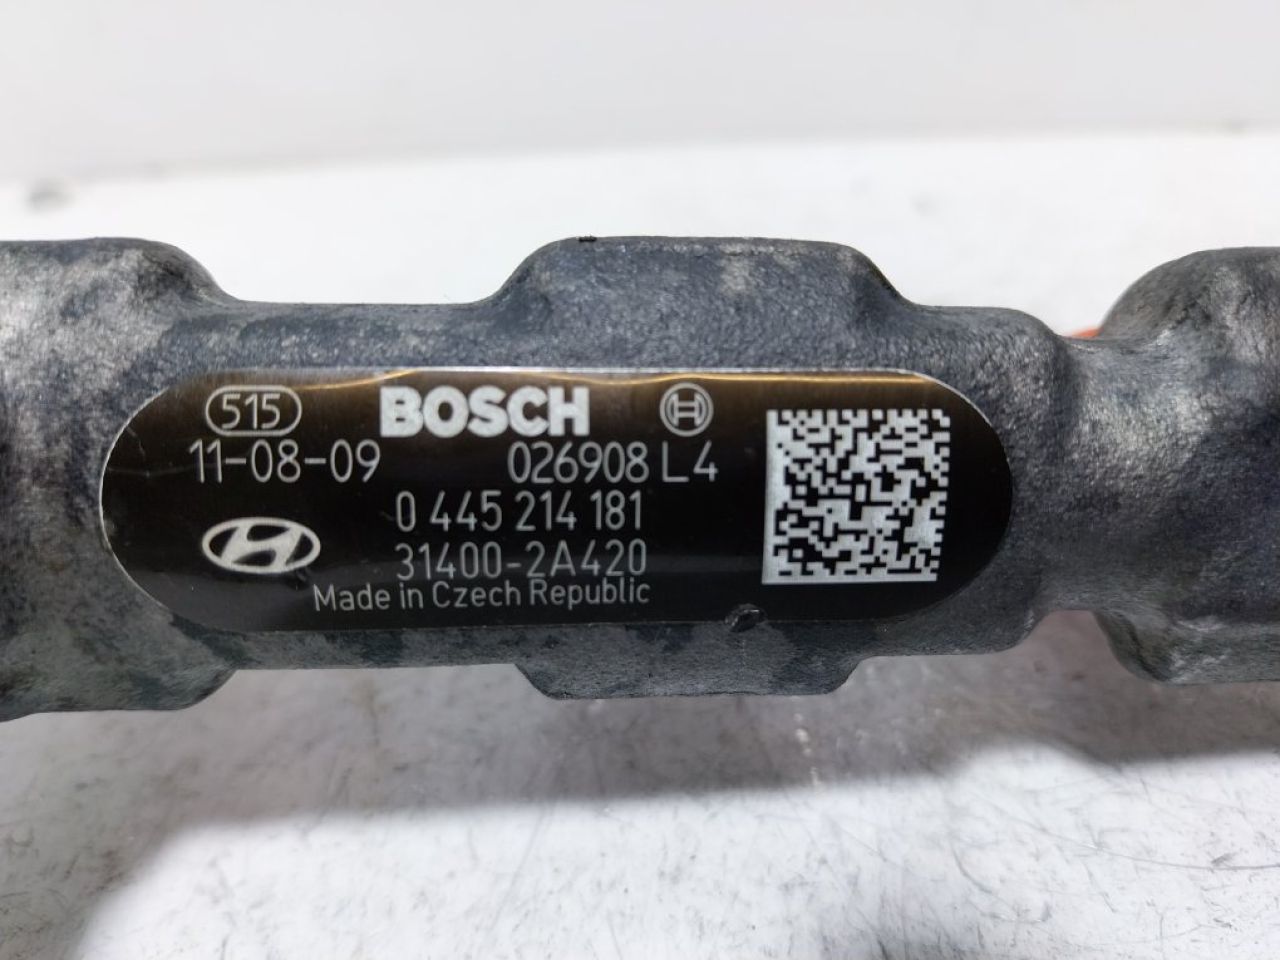 515 BOSCH
11-08-09 026908 L4
0 445 214 181
31400-2A420
Made in Czech Republic